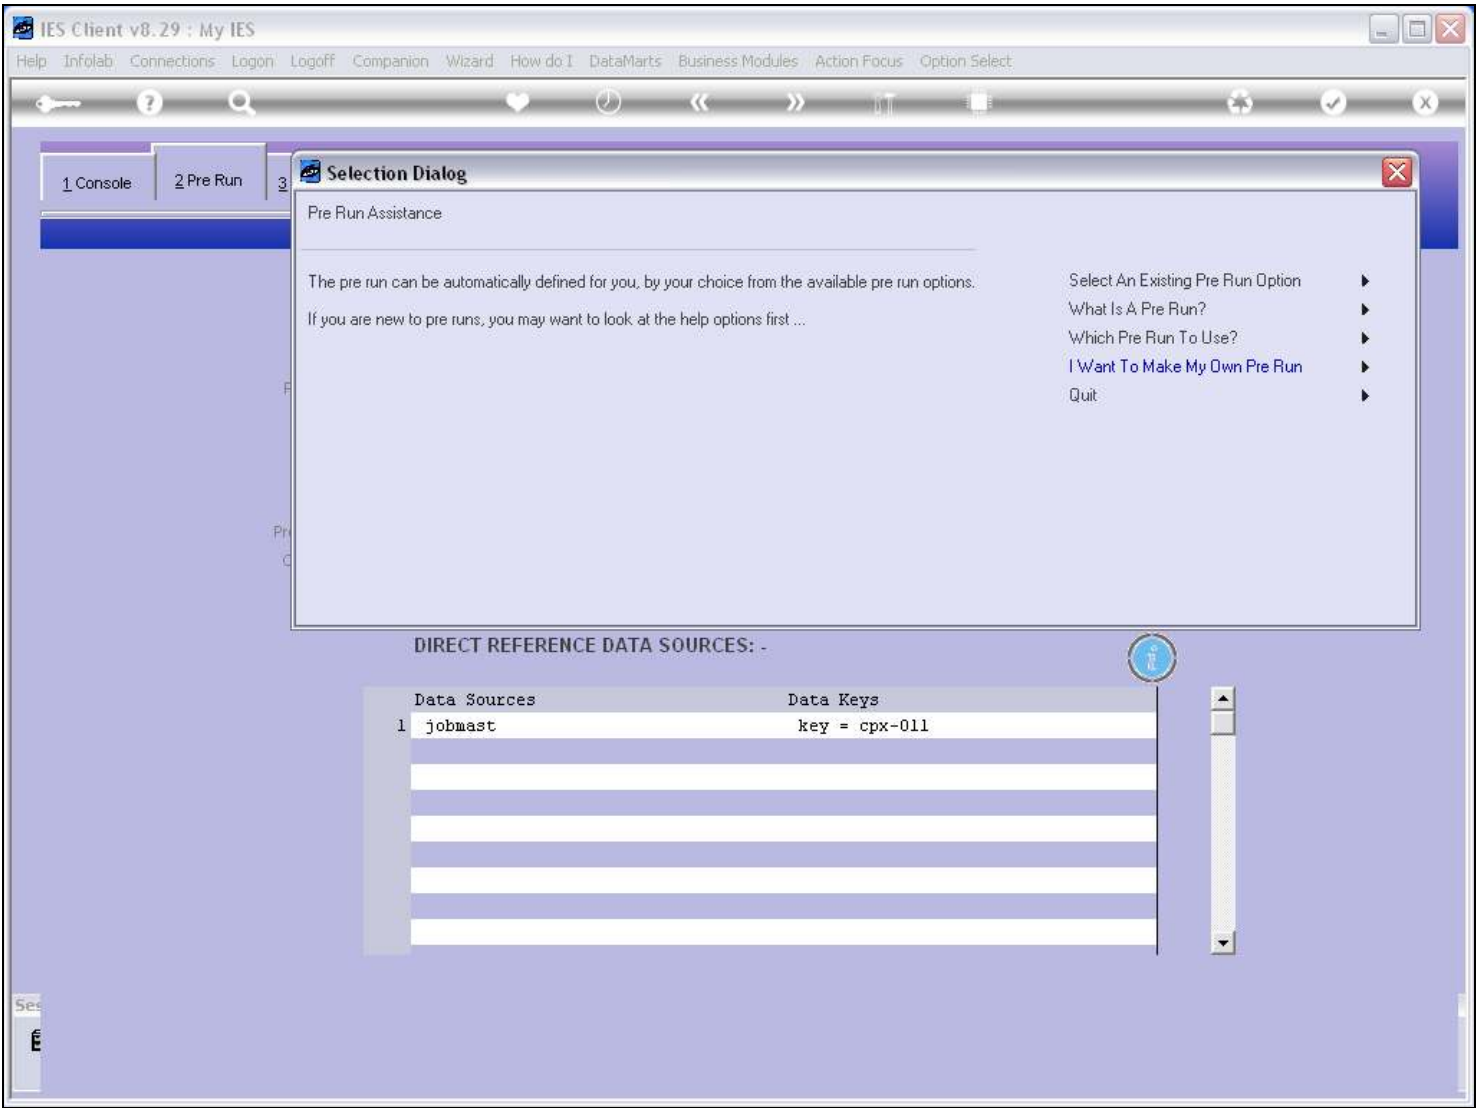 IES Client v8.29 : My IES
Help Infolab Connections Logon Logoff Companion Wizard How do I DataMarts Business Modules Action Focus Option Select
1 Console
2 Pre Run
3
Selection Dialog
Pre Run Assistance
The pre run can be automatically defined for you, by your choice from the available pre run options.
If you are new to pre runs, you may want to look at the help options first ...
Select An Existing Pre Run Option
What Is A Pre Run?
Which Pre Run To Use?
I Want To Make My Own Pre Run
Quit
DIRECT REFERENCE DATA SOURCES: -
Data Sources Data Keys
1 jobmast key = cpx-011